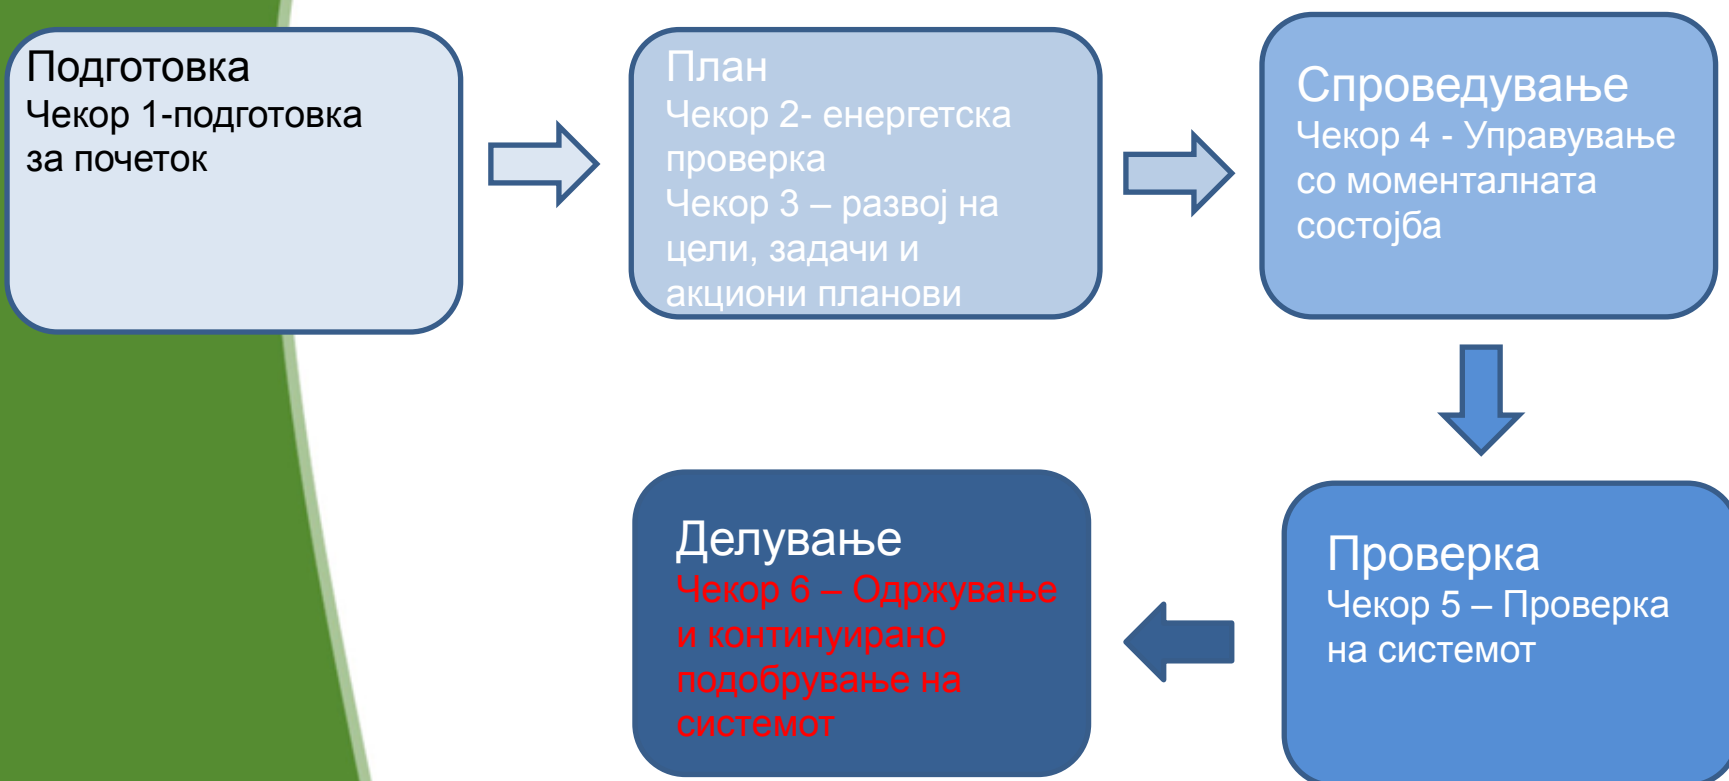 Подготовка
Чекор 1-подготовка
за почеток
План
Чекор 2- енергетска
проверка
Чекор 3 – развој на
цели, задачи и
акциони планови
Спроведување
Чекор 4 - Управување
со моменталната
состојба
Проверка
Чекор 5 – Проверка
на системот
Делување
Чекор 6 – Одржување
и континуирано
подобрување на
системот